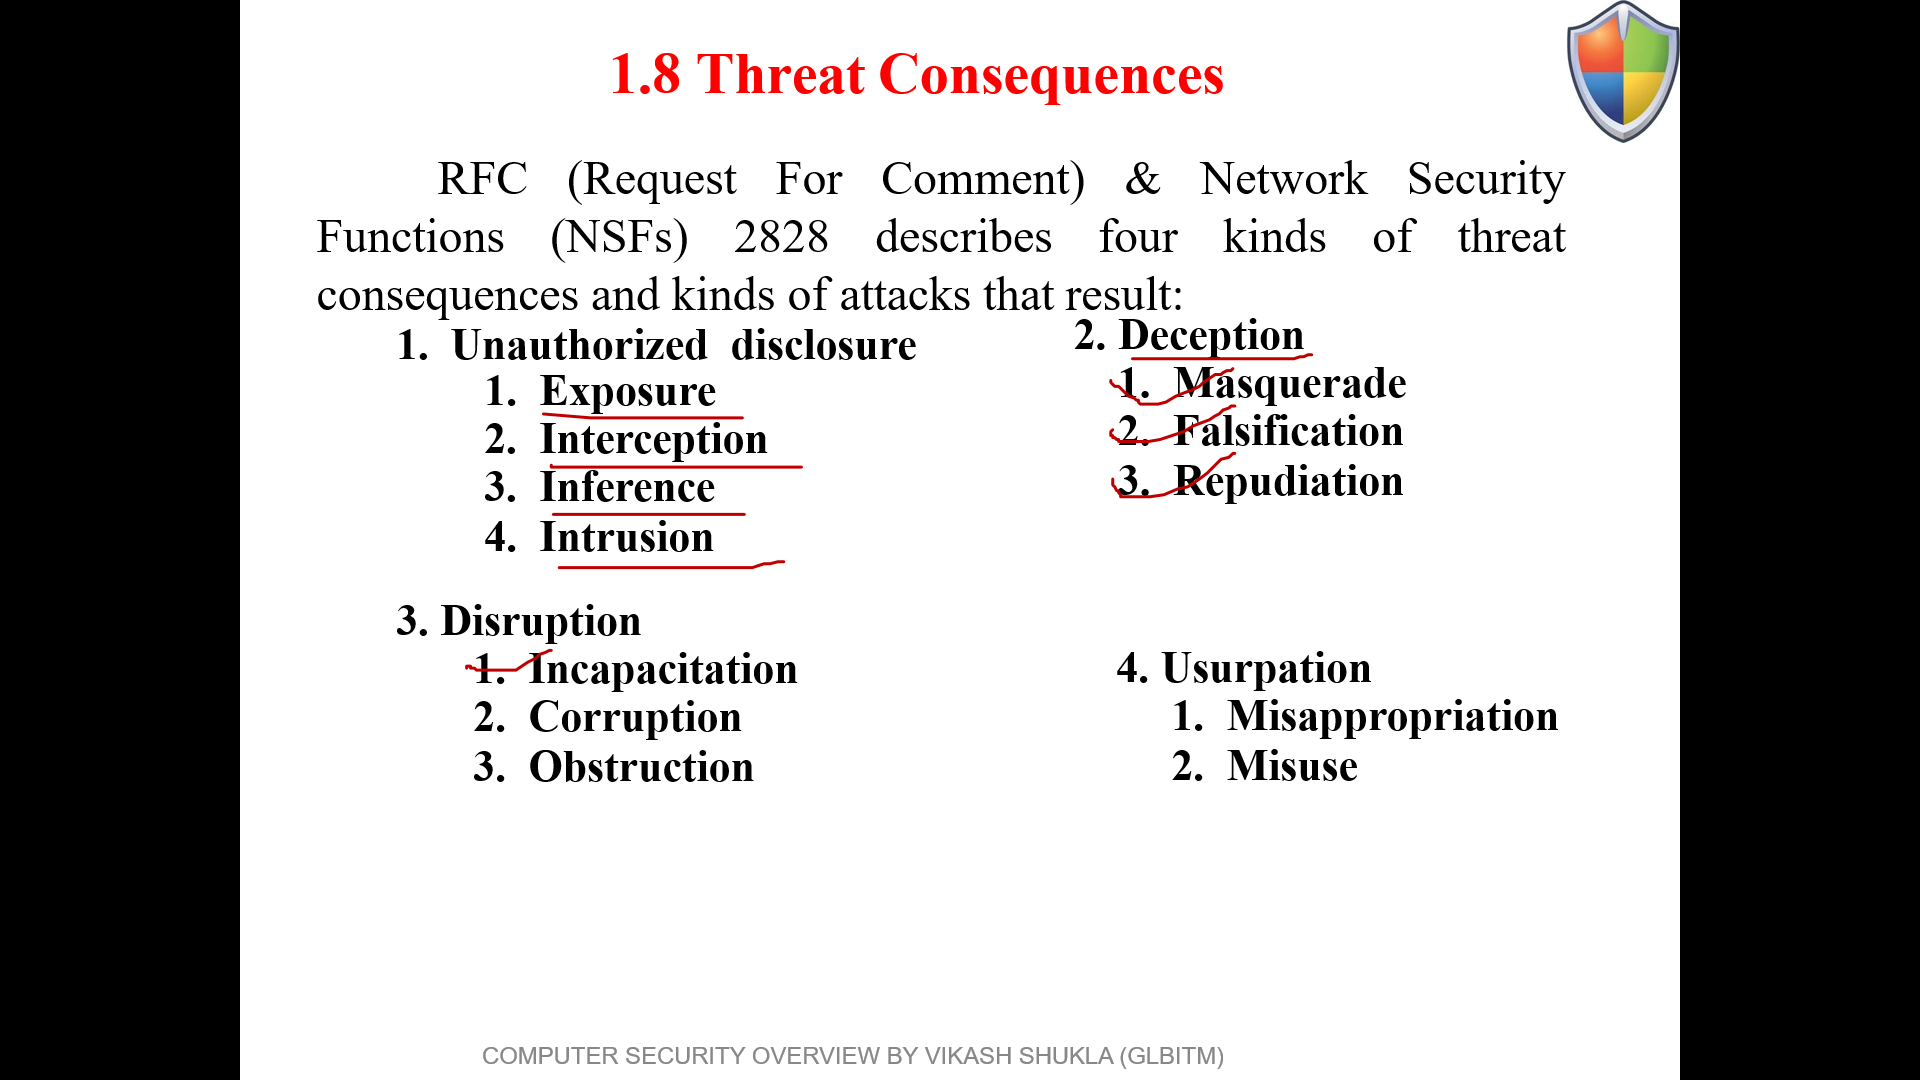 1.8 Threat Consequences
RFC (Request For Comment) & Network Security
Functions (NSFs) 2828 describes four kinds of threat
consequences and kinds of attacks that result:
1. Unauthorized disclosure
1. Exposure
2. Interception
3. Inference
4. Intrusion
2. Deception
1. Masquerade
2. Falsification
3. Repudiation
3. Disruption
1. Incapacitation
2. Corruption
3. Obstruction
4. Usurpation
1. Misappropriation
2. Misuse
COMPUTER SECURITY OVERVIEW BY VIKASH SHUKLA (GLBITM)